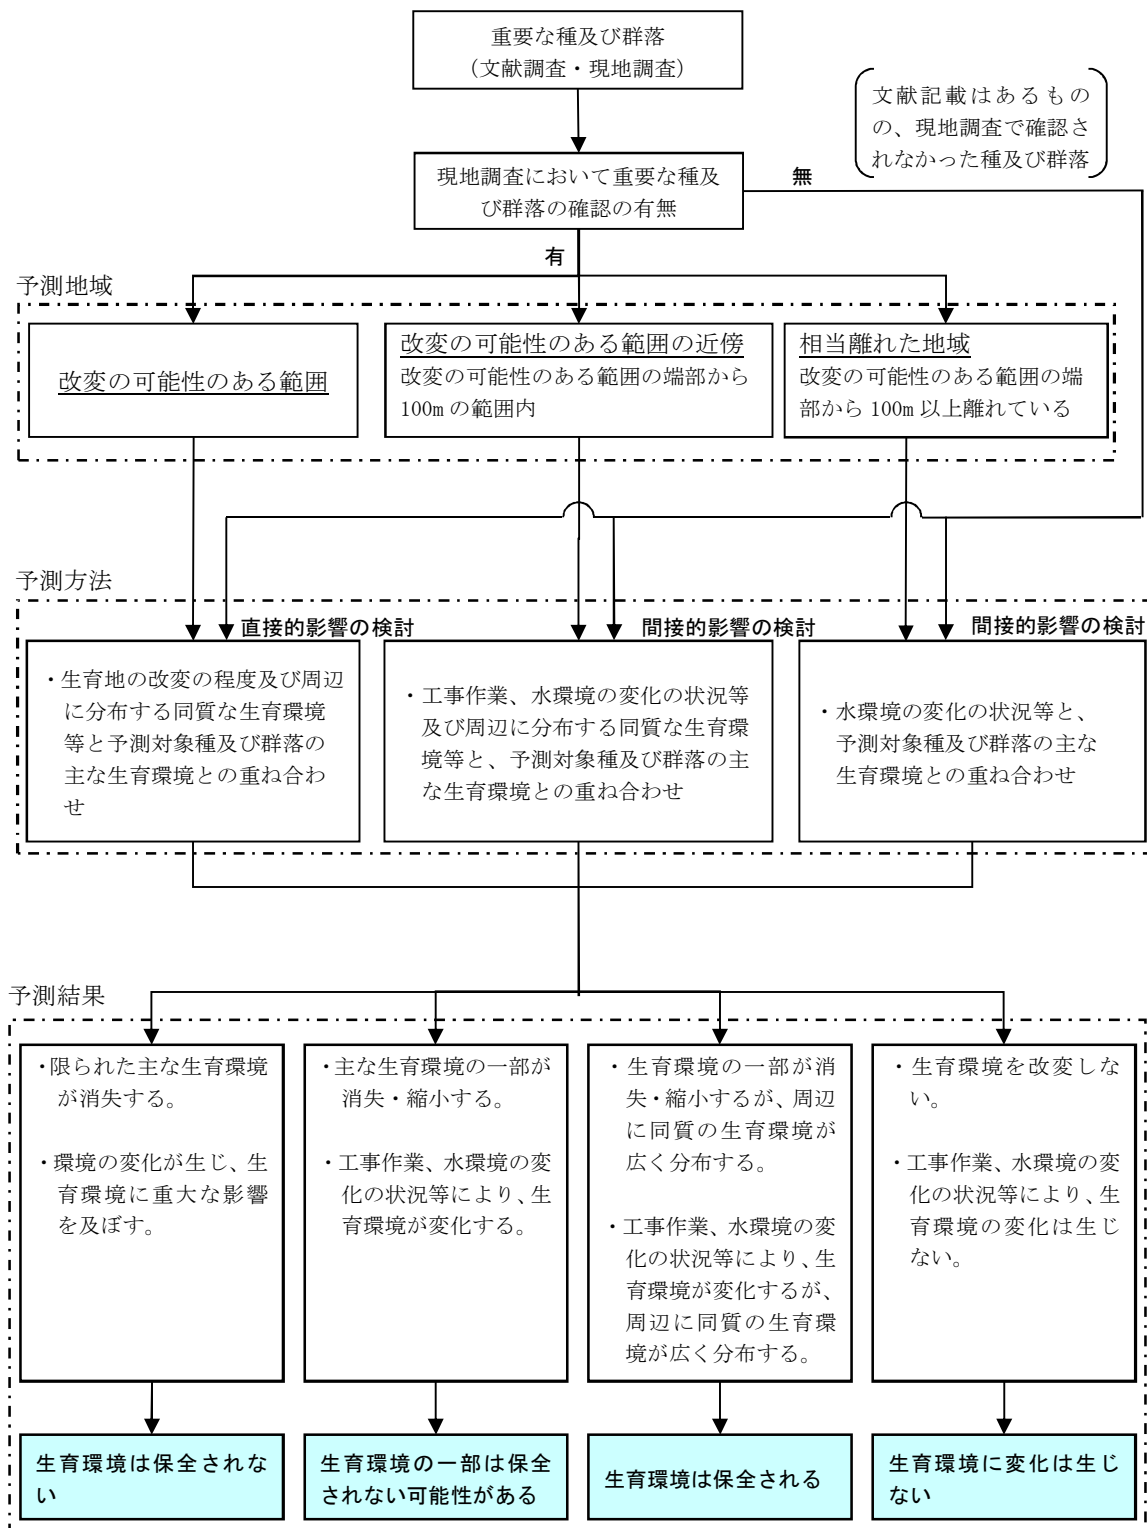 重要な種及び群落
（文献調査・現地調査）
文献記載はあるもの
の、現地調査で確認さ
れなかった種及び群落
現地調査において重要な種及
び群落の確認の有無
無
有
予測地域
改変の可能性のある範囲
改変の可能性のある範囲の近傍
改変の可能性のある範囲の端部から
100m の範囲内
相当離れた地域
改変の可能性のある範囲の端
部から 100m 以上離れている
予測方法
直接的影響の検討
間接的影響の検討
間接的影響の検討
・生育地の改変の程度及び周辺
に分布する同質な生育環境
等と予測対象種及び群落の
主な生育環境との重ね合わ
せ
・工事作業、水環境の変化の状況等
及び周辺に分布する同質な生育環
境等と、予測対象種及び群落の主
な生育環境との重ね合わせ
・水環境の変化の状況等と、
予測対象種及び群落の主な
生育環境との重ね合わせ
予測結果
・限られた主な生育環境
が消失する。
・環境の変化が生じ、生
育環境に重大な影響
を及ぼす。
・主な生育環境の一部が
消失・縮小する。
・工事作業、水環境の変
化の状況等により、生
育環境が変化する。
・生育環境の一部が消
失・縮小するが、周辺
に同質の生育環境が
広く分布する。
・工事作業、水環境の変
化の状況等により、生
育環境が変化するが、
周辺に同質の生育環
境が広く分布する。
・生育環境を改変しな
い。
・工事作業、水環境の変
化の状況等により、生
育環境の変化は生じ
ない。
生育環境は保全されな
い
生育環境の一部は保全
されない可能性がある
生育環境は保全される
生育環境に変化は生じ
ない